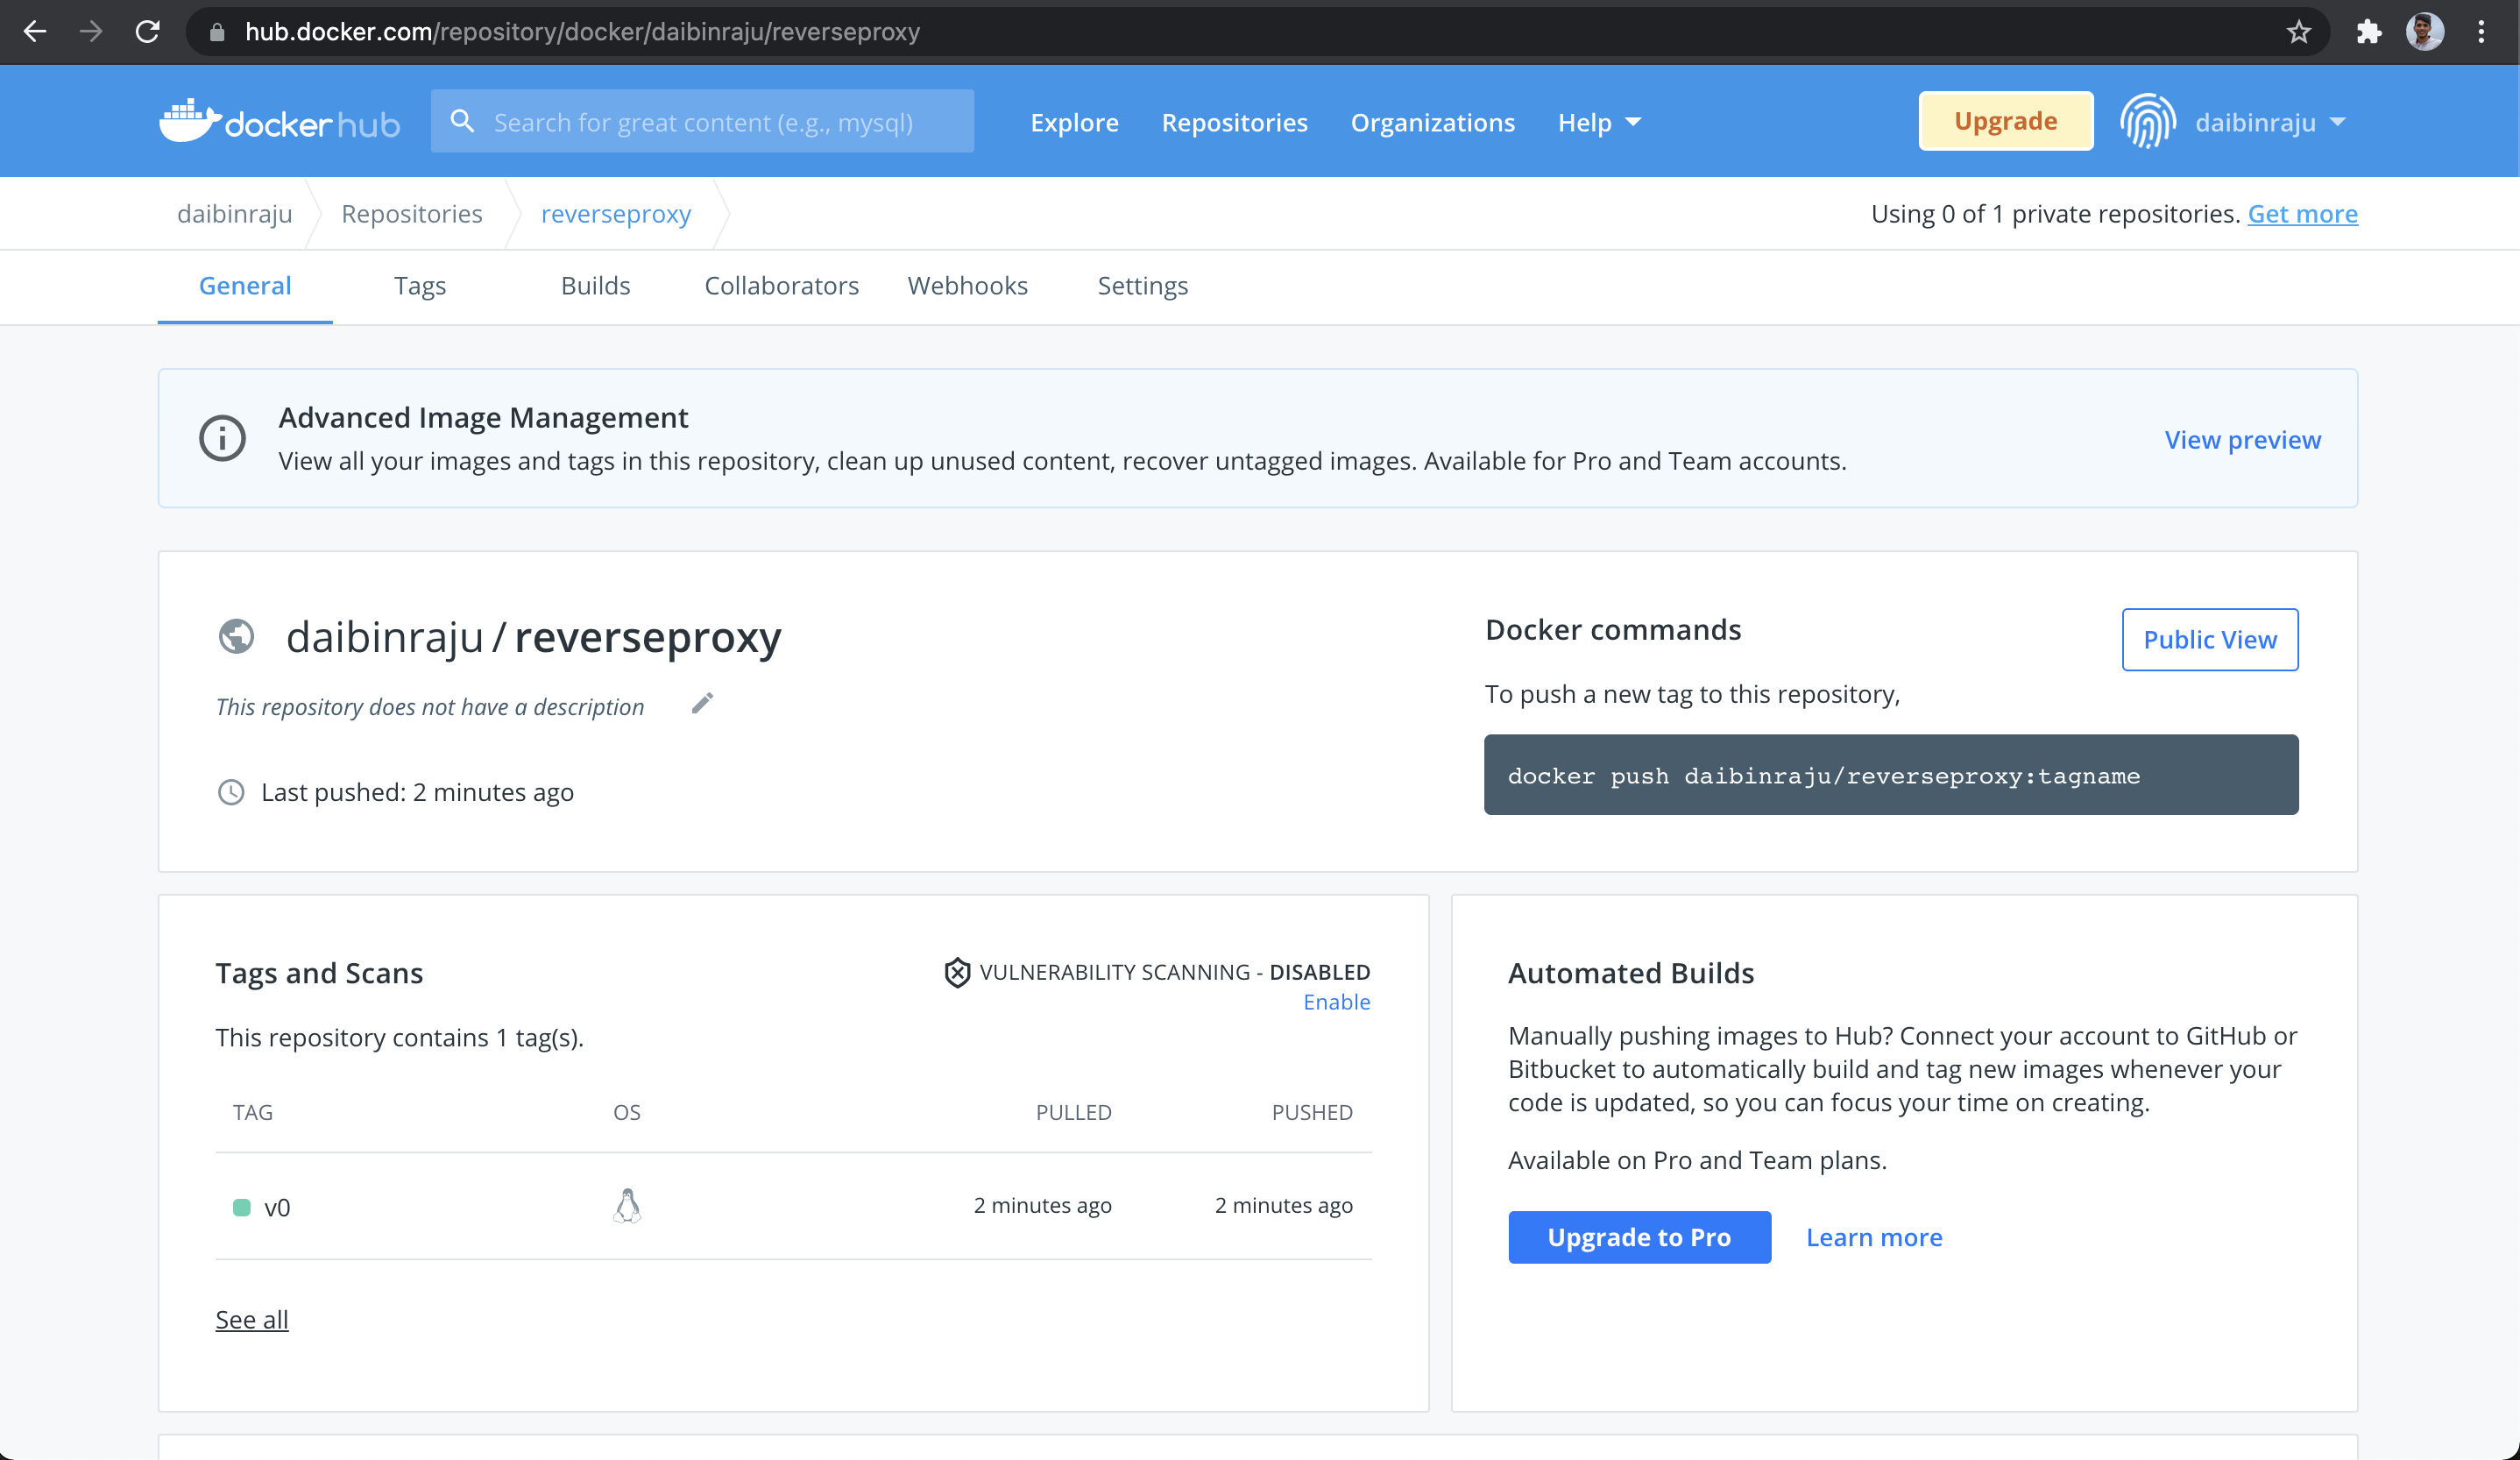 hub.docker.com/repository/docker/daibinraju/reverseproxy
docker hub
Search for great content (e.g., mysql)
Explore
Repositories
Organizations
Help
Upgrade
daibinraju
daibinraju
Repositories
reverseproxy
Using 0 of 1 private repositories. Get more
General
Tags
Builds
Collaborators
Webhooks
Settings
Advanced Image Management
View all your images and tags in this repository, clean up unused content, recover untagged images. Available for Pro and Team accounts.
View preview
daibinraju / reverseproxy
This repository does not have a description
Last pushed: 2 minutes ago
Docker commands
Public View
To push a new tag to this repository,
docker push daibinraju/reverseproxy:tagname
Tags and Scans
VULNERABILITY SCANNING - DISABLED
Enable
This repository contains 1 tag(s).
TAG
OS
PULLED
PUSHED
v0
2 minutes ago
2 minutes ago
See all
Automated Builds
Manually pushing images to Hub? Connect your account to GitHub or
Bitbucket to automatically build and tag new images whenever your
code is updated, so you can focus your time on creating.
Available on Pro and Team plans.
Upgrade to Pro
Learn more